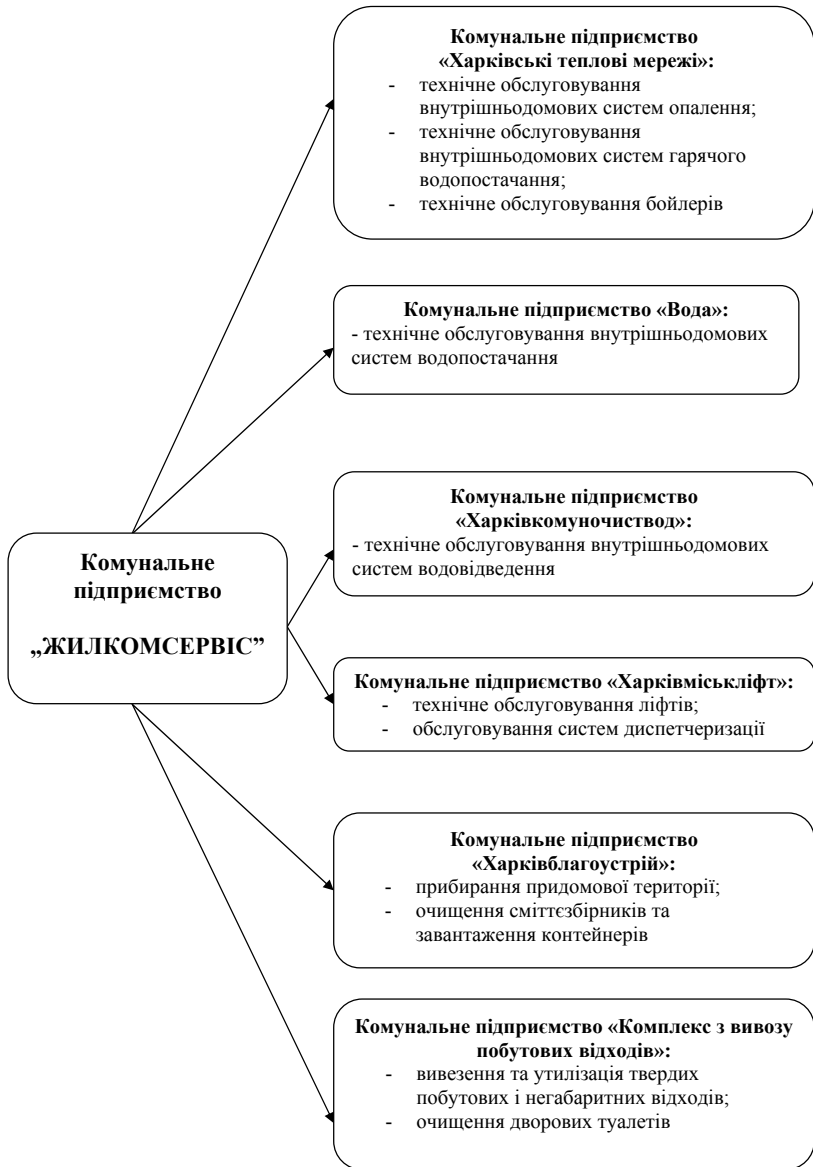 Комунальне підприємство
«Харківські теплові мережі»:
- технічне обслуговування
внутрішньодомових систем опалення;
- технічне обслуговування
внутрішньодомових систем гарячого
водопостачання;
- технічне обслуговування бойлерів
Комунальне підприємство «Вода»:
- технічне обслуговування внутрішньодомових
систем водопостачання
Комунальне підприємство
«Харківкомуночиствод»:
- технічне обслуговування внутрішньодомових
систем водовідведення
Комунальне
підприємство
„ЖИЛКОМСЕРВІС”
Комунальне підприємство «Харківміськліфт»:
- технічне обслуговування ліфтів;
- обслуговування систем диспетчеризації
Комунальне підприємство
«Харківблагоустрій»:
- прибирання придомової території;
- очищення сміттєзбірників та
завантаження контейнерів
Комунальне підприємство «Комплекс з вивозу
побутових відходів»:
- вивезення та утилізація твердих
побутових і негабаритних відходів;
- очищення дворових туалетів